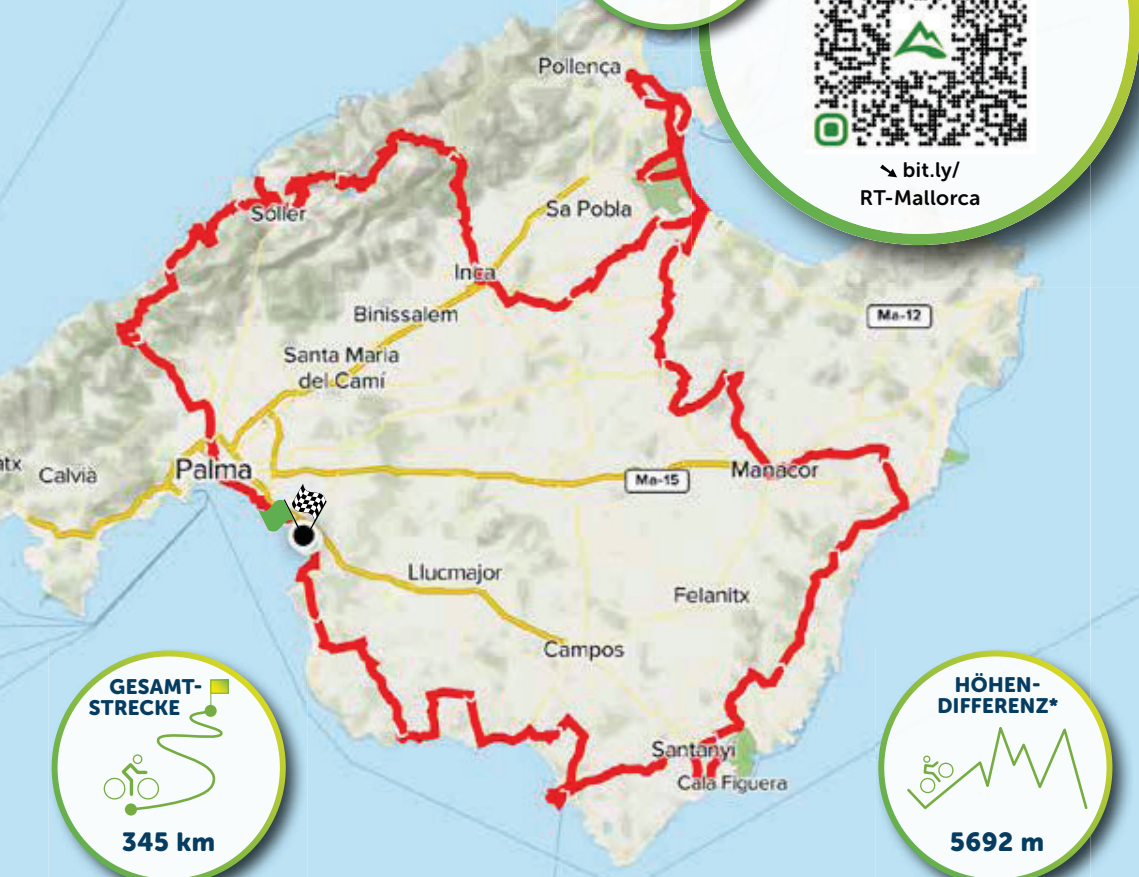 Pollença
bit.ly/
RT-Mallorca
Sóller
Sa Pobla
Inca
Binissalem
Ma-12
Santa Maria
del Camí
atx
Calvià
Palma
Ma-15
Manacor
Llucmajor
Felanitx
Campos
Santanyí
Cala Figuera
GESAMT-
STRECKE
345 km
HÖHEN-
DIFFERENZ*
5692 m